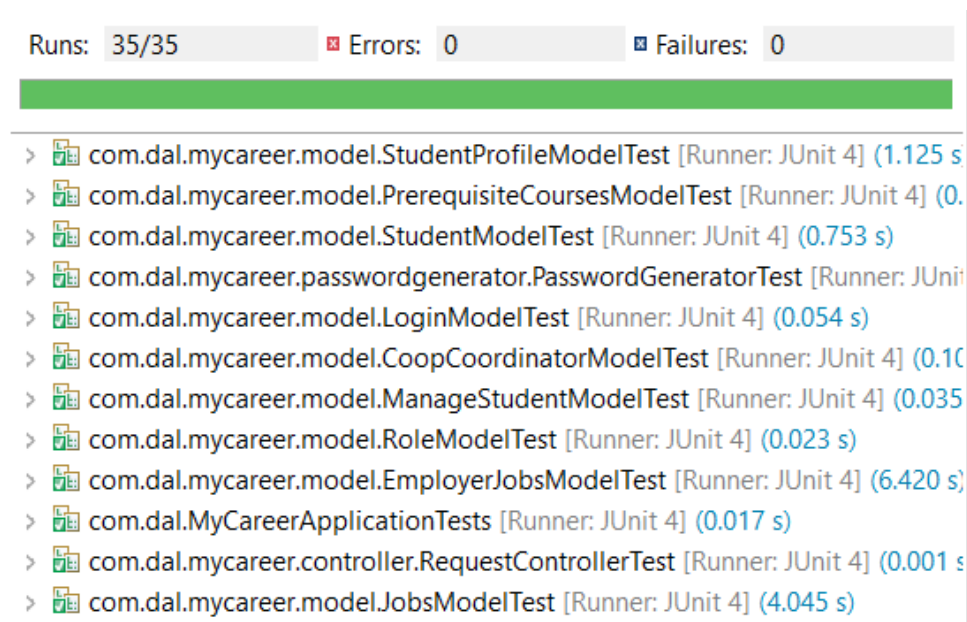 Runs: 35/35 Errors: 0 Failures: 0
com.dal.mycareer.model.StudentProfileModelTest [Runner: JUnit 4] (1.125 s)
com.dal.mycareer.model.PrerequisiteCoursesModelTest [Runner: JUnit 4] (0.
com.dal.mycareer.model.StudentModelTest [Runner: JUnit 4] (0.753 s)
com.dal.mycareer.passwordgenerator.PasswordGeneratorTest [Runner: JUnit
com.dal.mycareer.model.LoginModelTest [Runner: JUnit 4] (0.054 s)
com.dal.mycareer.model.CoopCoordinatorModelTest [Runner: JUnit 4] (0.10
com.dal.mycareer.model.ManageStudentModelTest [Runner: JUnit 4] (0.035
com.dal.mycareer.model.RoleModelTest [Runner: JUnit 4] (0.023 s)
com.dal.mycareer.model.EmployerJobsModelTest [Runner: JUnit 4] (6.420 s)
com.dal.MyCareerApplicationTests [Runner: JUnit 4] (0.017 s)
com.dal.mycareer.controller.RequestControllerTest [Runner: JUnit 4] (0.001 s
com.dal.mycareer.model.JobsModelTest [Runner: JUnit 4] (4.045 s)